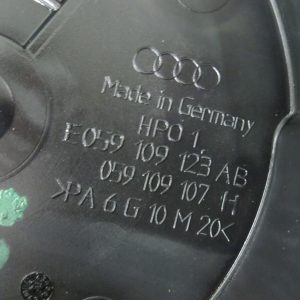 Made in Germany
HPO 1
E059 109 123 AB
059 109 107 H
>PA 6 G 10 M 20<